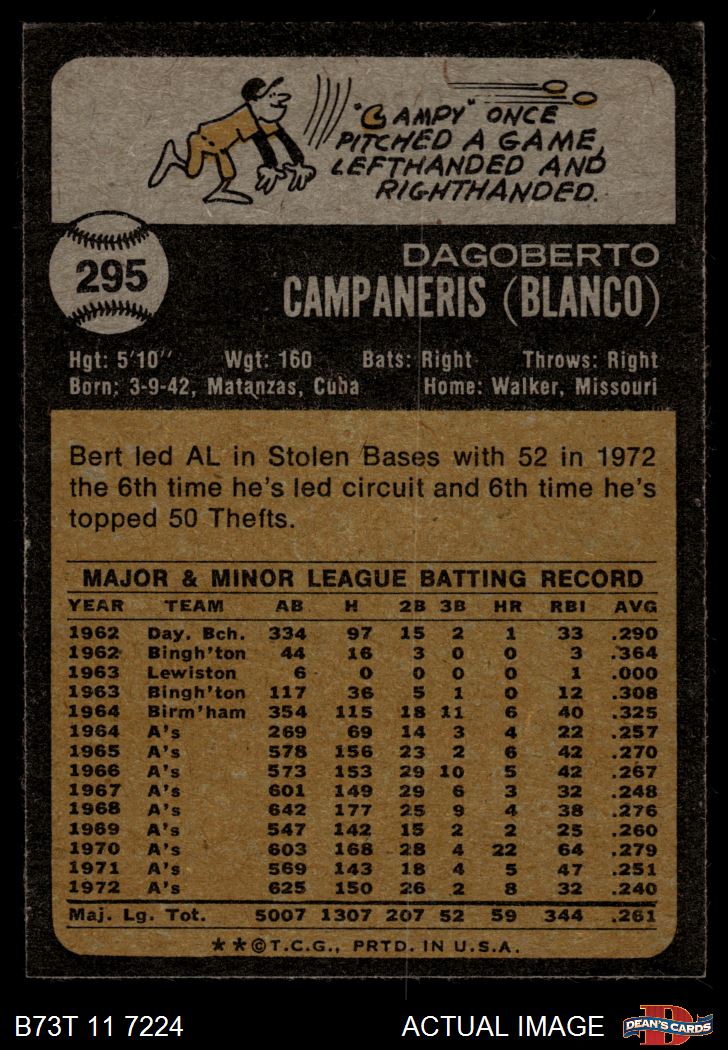 "CAMPY" ONCE
PITCHED A GAME,
LEFTHANDED AND
RIGHTHANDED.
295
DAGOBERTO
CAMPANERIS (BLANCO)
Hgt: 5'10" Wgt: 160 Bats: Right Throws: Right
Born: 3-9-42, Matanzas, Cuba Home: Walker, Missouri
Bert led AL in Stolen Bases with 52 in 1972
the 6th time he's led circuit and 6th time he's
topped 50 Thefts.
MAJOR & MINOR LEAGUE BATTING RECORD
YEAR TEAM AB H 2B 3B HR RBI AVG
1962 Day. Bch. 334 97 15 2 1 33 .290
1962 Bingh'ton 44 16 3 0 0 3 .364
1963 Lewiston 6 0 0 0 0 1 .000
1963 Bingh'ton 117 36 5 1 0 12 .308
1964 Birm'ham 354 115 18 11 6 40 .325
1964 A's 269 69 14 3 4 22 .257
1965 A's 578 156 23 2 6 42 .270
1966 A's 573 153 29 10 5 42 .267
1967 A's 601 149 29 6 3 32 .248
1968 A's 642 177 25 9 4 38 .276
1969 A's 547 142 15 2 2 25 .260
1970 A's 603 168 28 4 22 64 .279
1971 A's 569 143 18 4 5 47 .251
1972 A's 625 150 26 2 8 32 .240
Maj. Lg. Tot. 5007 1307 207 52 59 344 .261
**©T.C.G., PRTD. IN U.S.A.
B73T 11 7224 ACTUAL IMAGE
D
DEAN'S CARDS